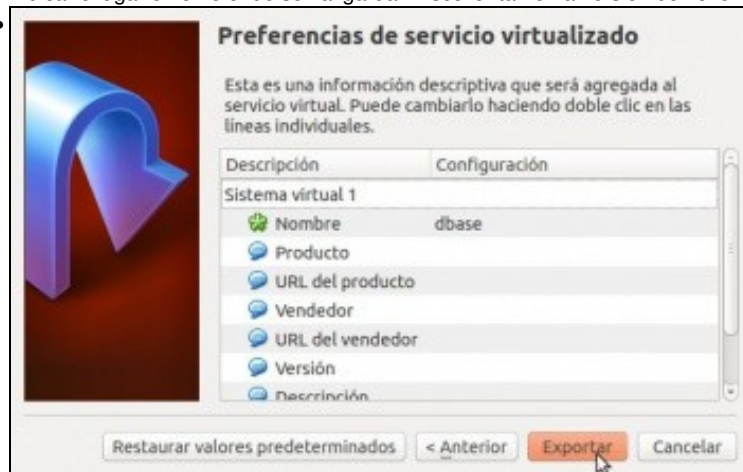 Preferencias de servicio virtualizado
Esta es una información descriptiva que será agregada al
servicio virtual. Puede cambiarlo haciendo doble clic en las
líneas individuales.
Descripción Configuración
Sistema virtual 1
Nombre dbase
Producto
URL del producto
Vendedor
URL del vendedor
Versión
Descripción
Restaurar valores predeterminados < Anterior Exportar Cancelar